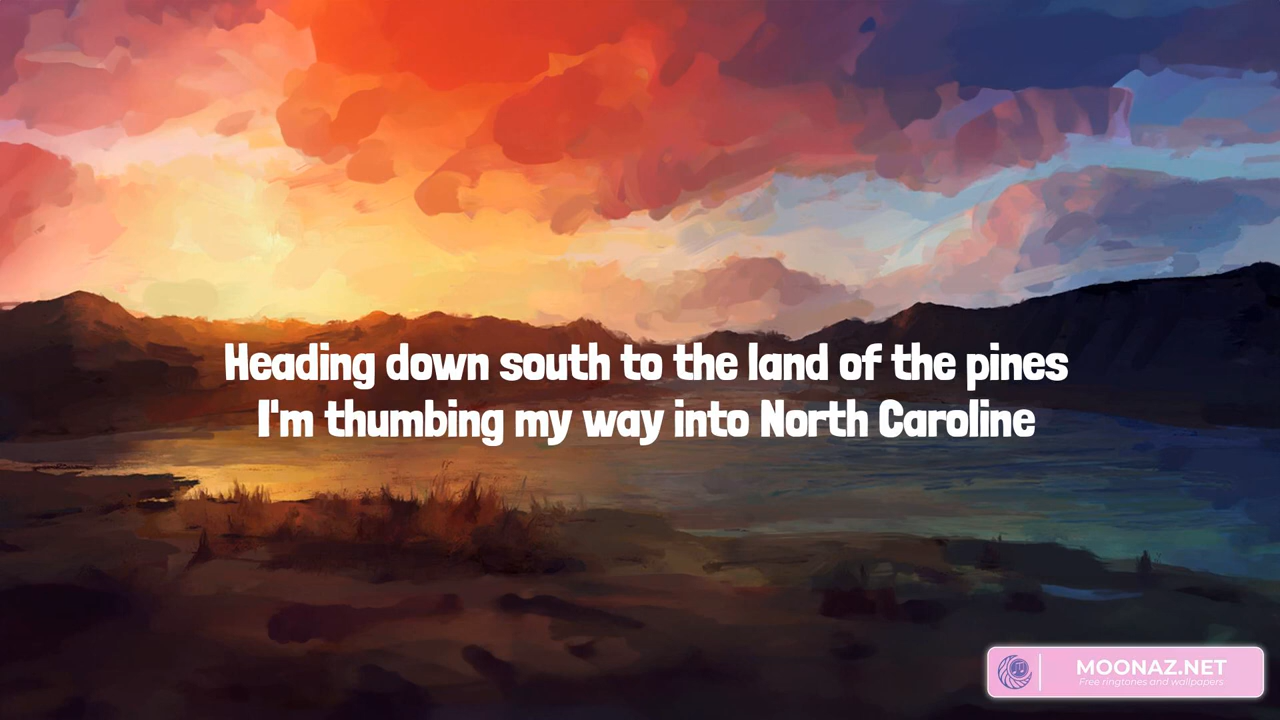 Heading down south to the land of the pines
I'm thumbing my way into North Caroline
MOONAZ.NET
Free ringtones and wallpapers